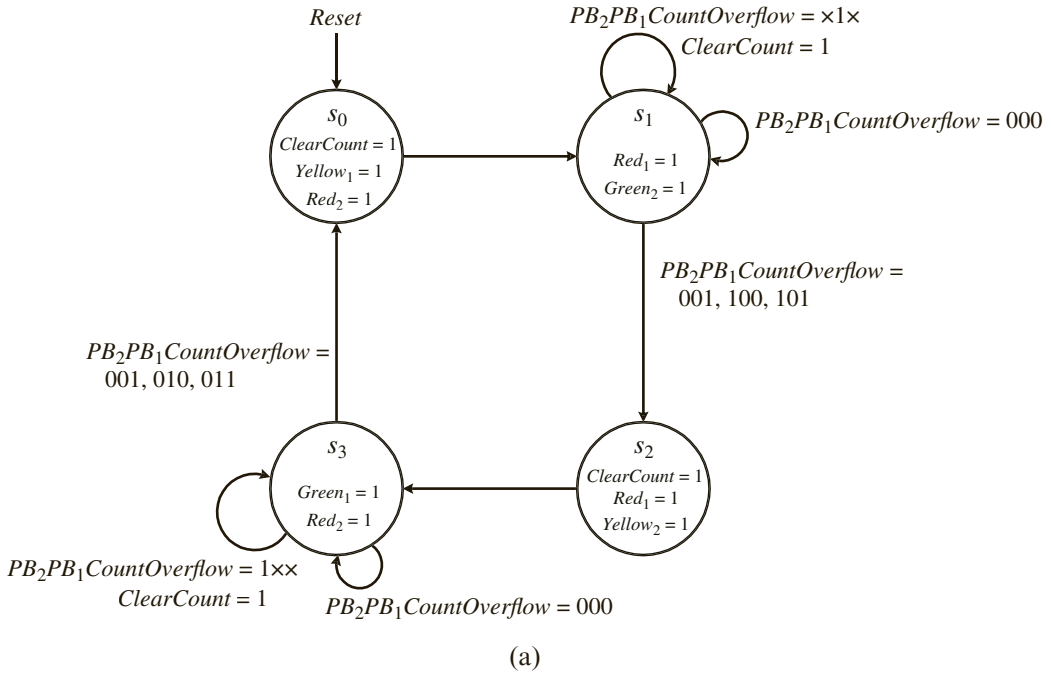 Reset
PB₂PB₁CountOverflow = ×1×
ClearCount = 1
s₀
ClearCount = 1
Yellow₁ = 1
Red₂ = 1
s₁
Red₁ = 1
Green₂ = 1
PB₂PB₁CountOverflow = 000
PB₂PB₁CountOverflow =
001, 100, 101
PB₂PB₁CountOverflow =
001, 010, 011
s₃
Green₁ = 1
Red₂ = 1
s₂
ClearCount = 1
Red₁ = 1
Yellow₂ = 1
PB₂PB₁CountOverflow = 1××
ClearCount = 1
PB₂PB₁CountOverflow = 000
(a)